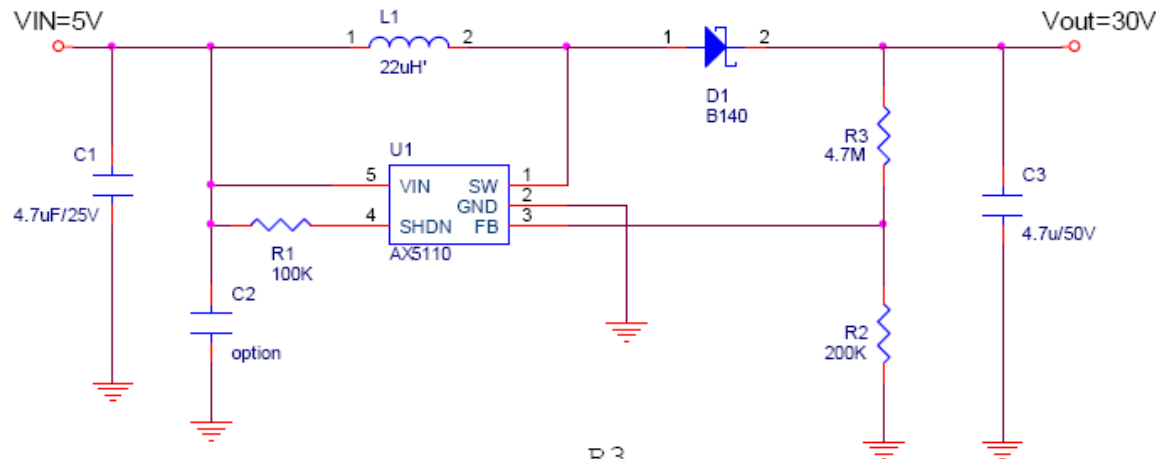 VIN=5V
L1
Vout=30V
1
2
1
2
22uH'
D1
B140
R3
4.7M
C1
4.7uF/25V
U1
5
VIN
SW
1
GND
2
4
SHDN
FB
3
AX5110
C3
4.7u/50V
R1
100K
C2
option
R2
200K